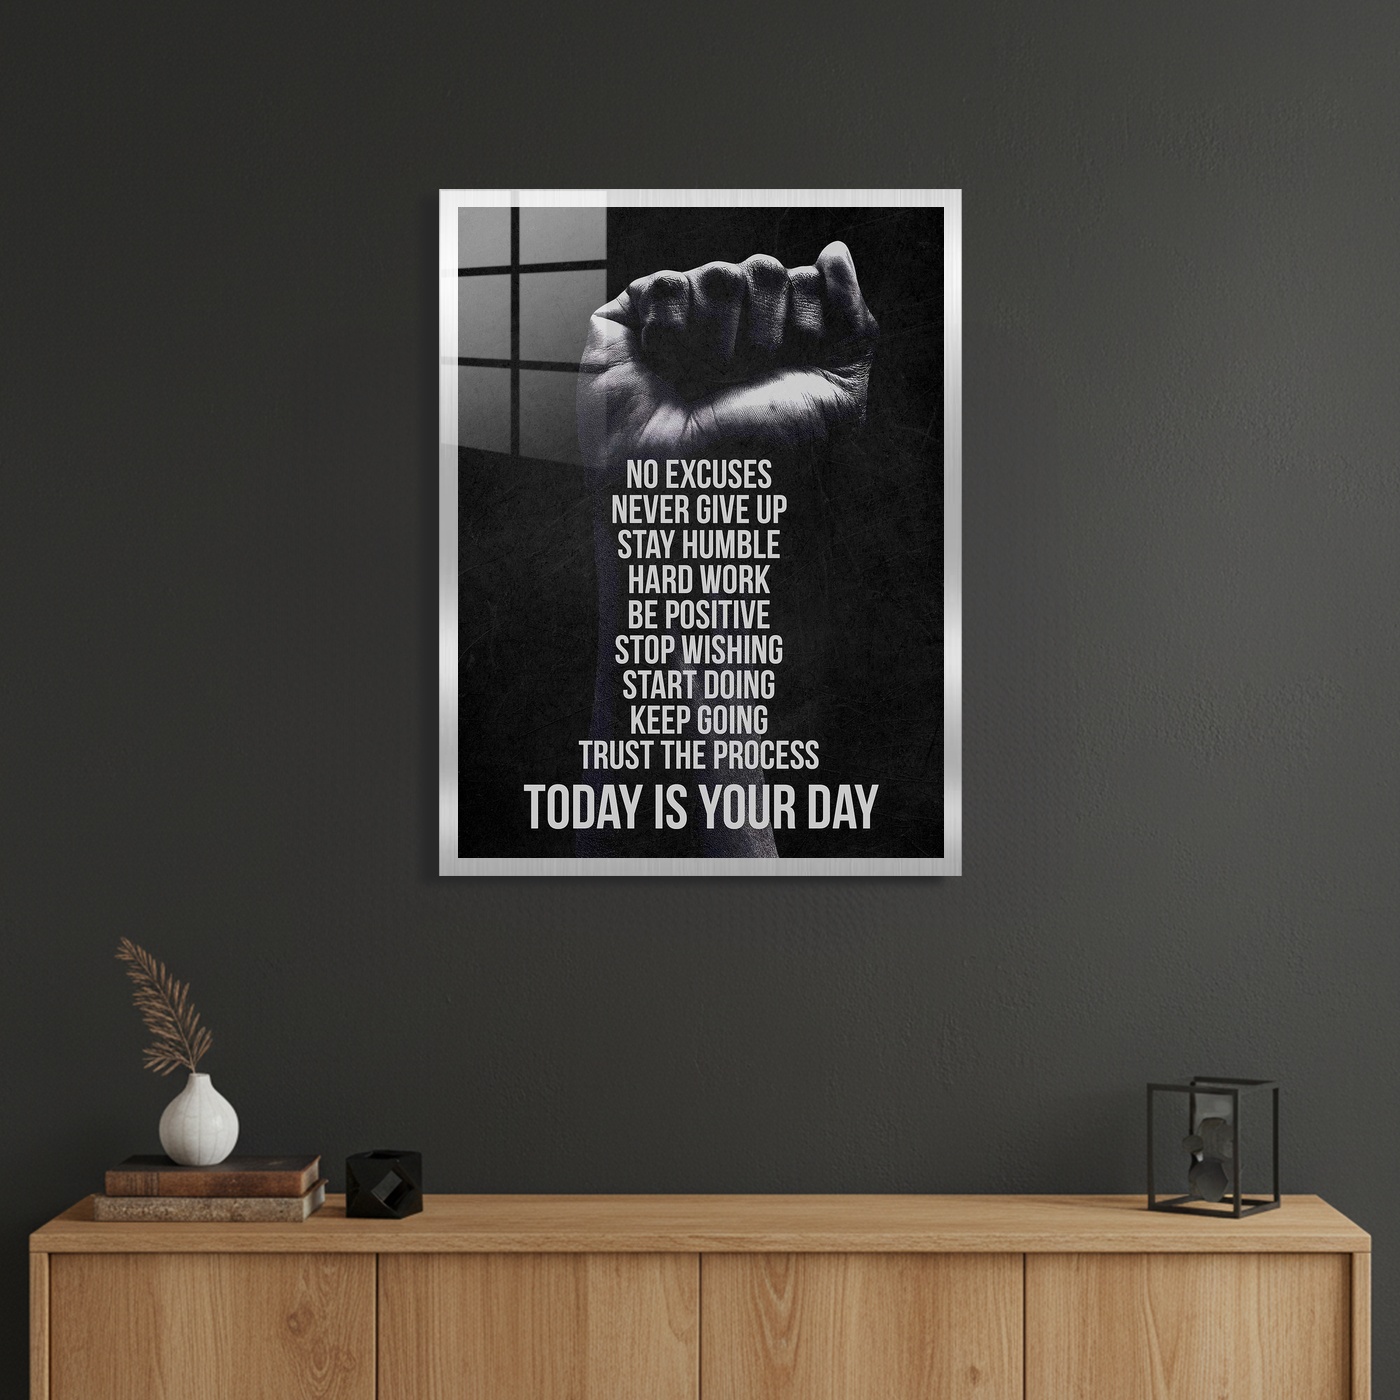 NO EXCUSES
NEVER GIVE UP
STAY HUMBLE
HARD WORK
BE POSITIVE
STOP WISHING
START DOING
KEEP GOING
TRUST THE PROCESS
TODAY IS YOUR DAY